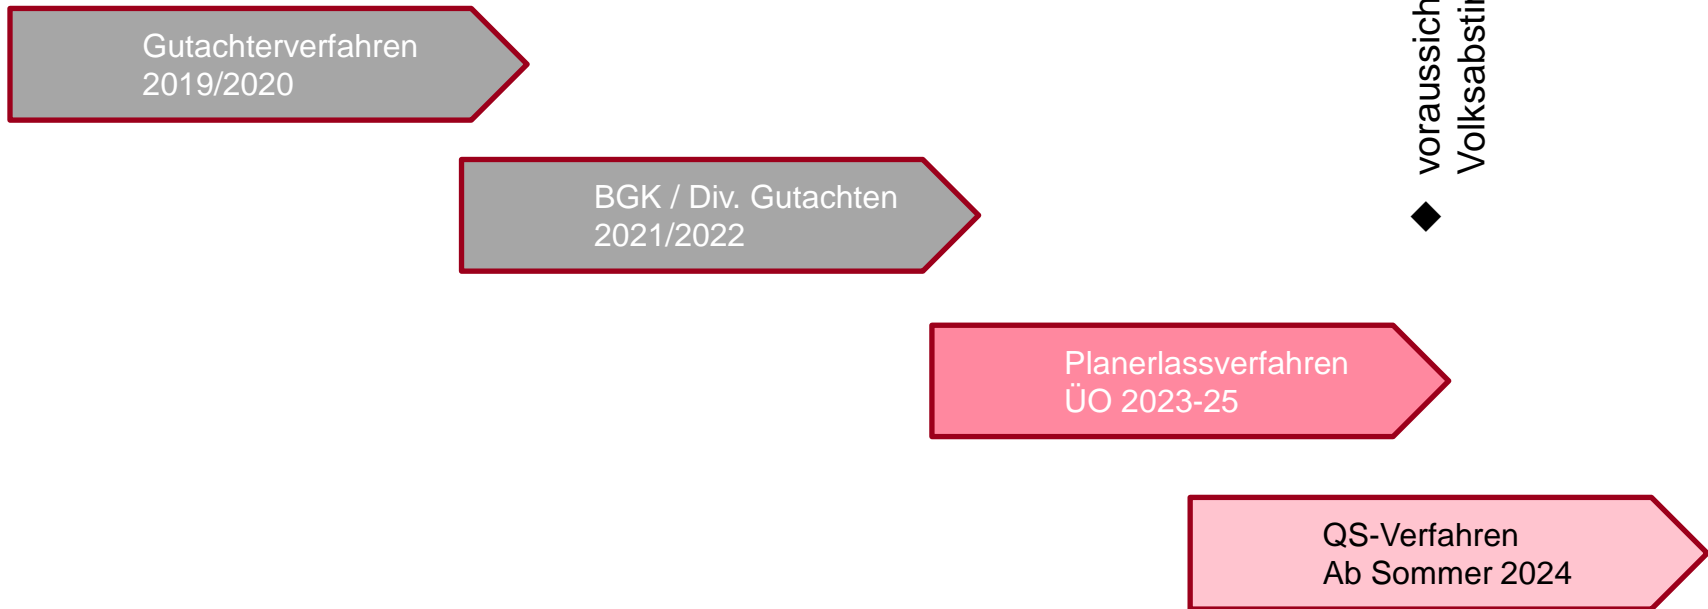 Gutachterverfahren
2019/2020
BGK / Div. Gutachten
2021/2022
Planerlassverfahren
ÜO 2023-25
QS-Verfahren
Ab Sommer 2024